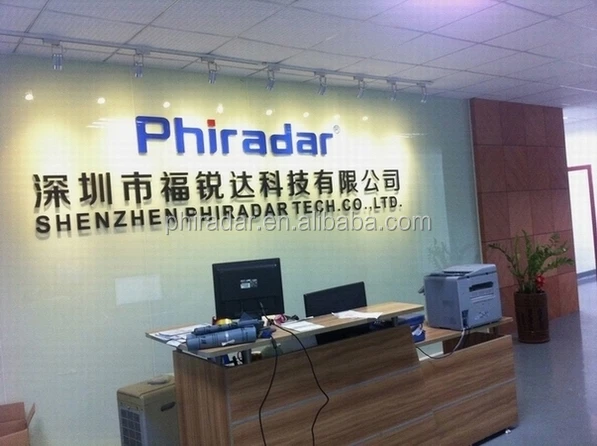 Phiradar®
深圳市福锐达科技有限公司
SHENZHEN PHIRADAR TECH.CO.,LTD.
phiradar.en.alibaba.com